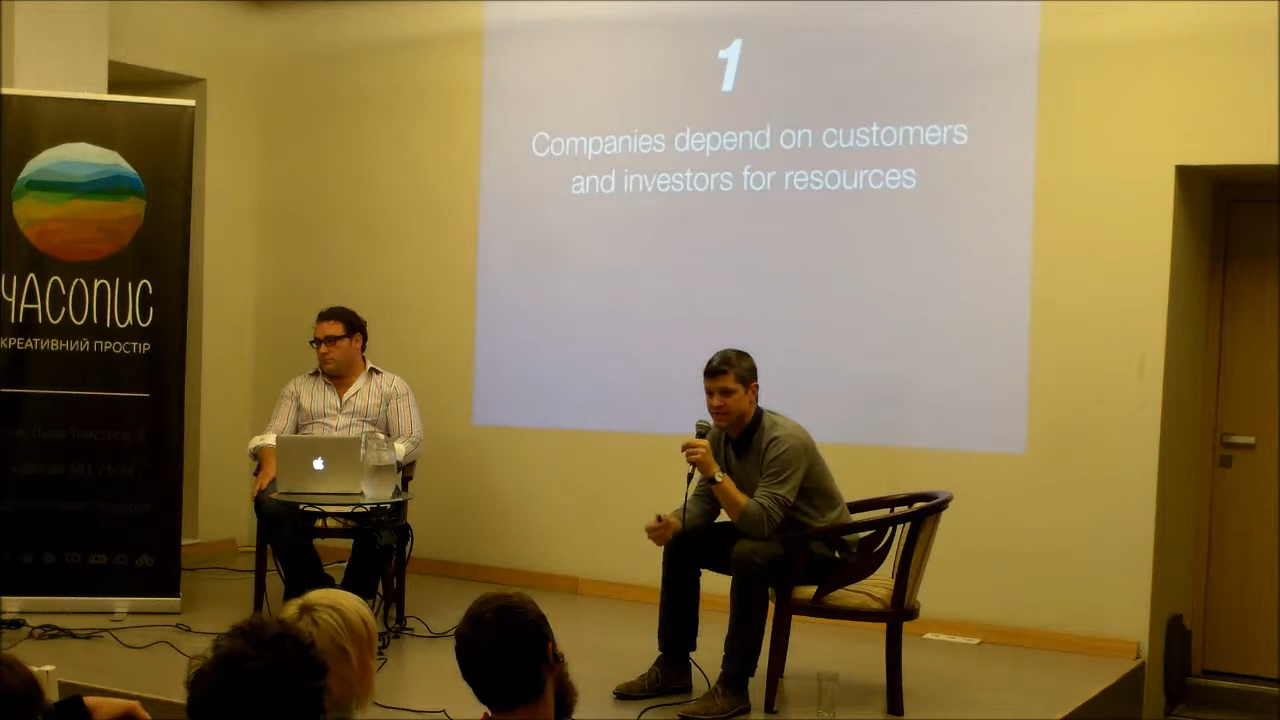 1
Companies depend on customers
and investors for resources
ЧАСОПИС
КРЕАТИВНИЙ ПРОСТІР